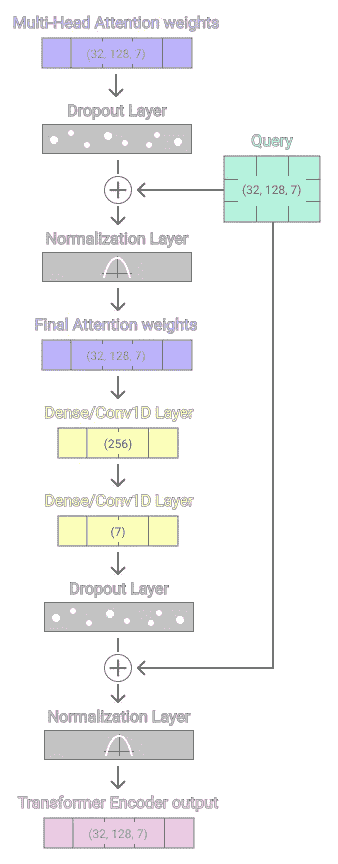 Multi-Head Attention weights
(32, 128, 7)
Dropout Layer
Query
(32, 128, 7)
Normalization Layer
Final Attention weights
(32, 128, 7)
Dense/Conv1D Layer
(256)
Dense/Conv1D Layer
(7)
Dropout Layer
Normalization Layer
Transformer Encoder output
(32, 128, 7)